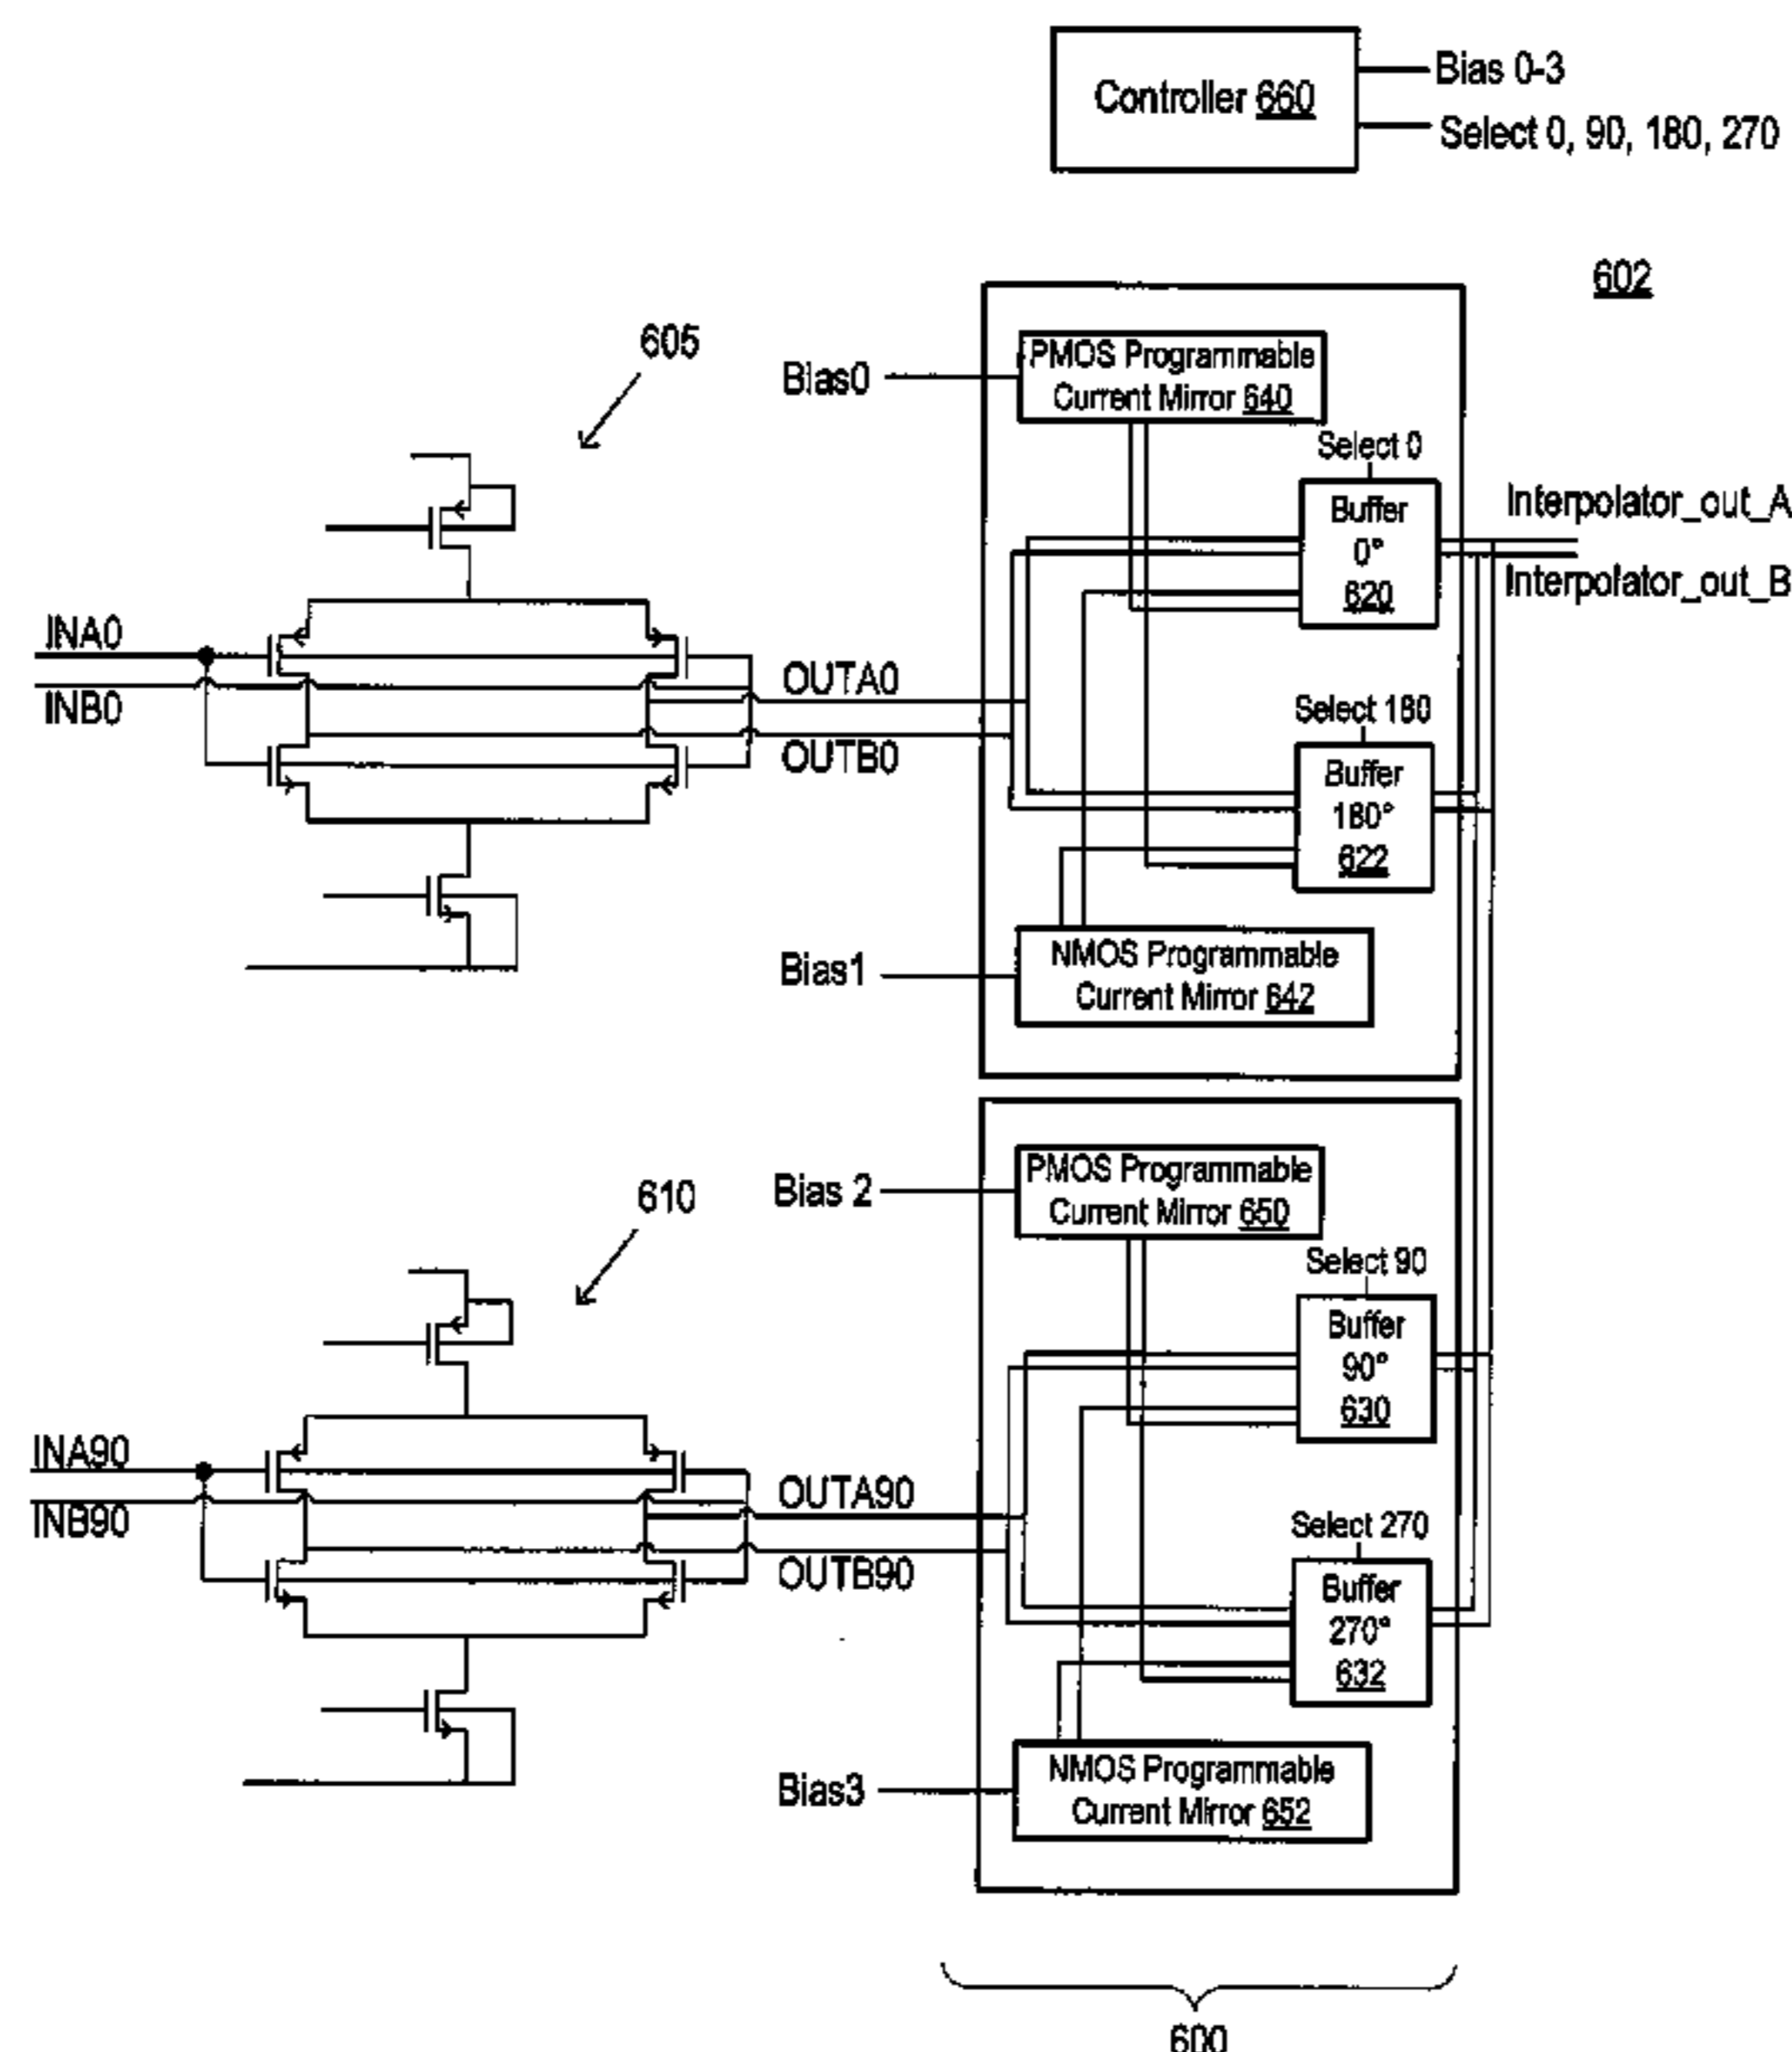 Controller 660
Bias 0-3
Select 0, 90, 180, 270
602
605
Bias0
PMOS Programmable
Current Mirror 640
Select 0
Buffer
0°
620
Interpolator_out_A
Interpolator_out_B
INA0
INB0
OUTA0
OUTB0
Select 180
Buffer
180°
622
Bias1
NMOS Programmable
Current Mirror 642
610
Bias 2
PMOS Programmable
Current Mirror 650
Select 90
Buffer
90°
630
INA90
INB90
OUTA90
OUTB90
Select 270
Buffer
270°
632
Bias3
NMOS Programmable
Current Mirror 652
600